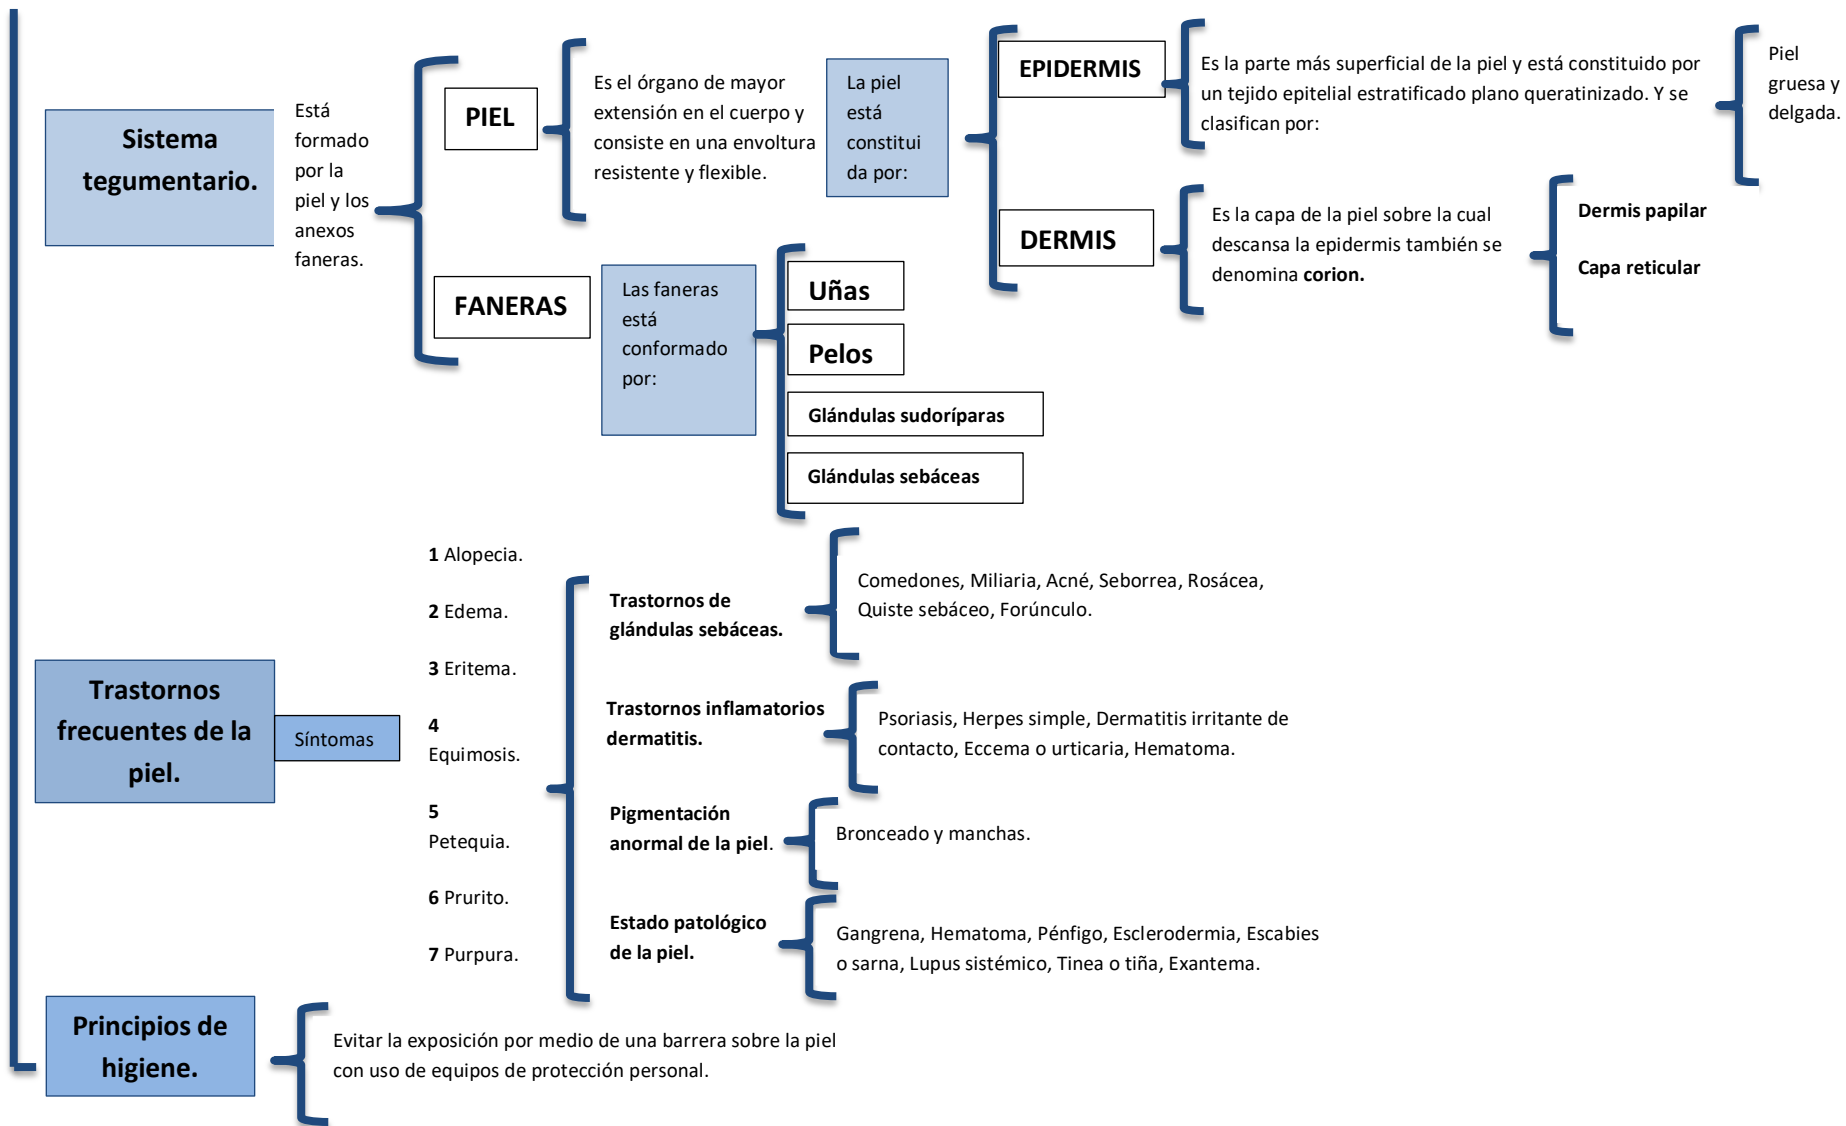 Sistema
tegumentario.
Está
formado
por la
piel y los
anexos
faneras.
PIEL
Es el órgano de mayor
extensión en el cuerpo y
consiste en una envoltura
resistente y flexible.
La piel
está
constitui
da por:
EPIDERMIS
Es la parte más superficial de la piel y está constituido por
un tejido epitelial estratificado plano queratinizado. Y se
clasifican por:
Piel
gruesa y
delgada.
DERMIS
Es la capa de la piel sobre la cual
descansa la epidermis también se
denomina corion.
Dermis papilar
Capa reticular
FANERAS
Las faneras
está
conformado
por:
Uñas
Pelos
Glándulas sudoríparas
Glándulas sebáceas
Trastornos
frecuentes de la
piel.
Síntomas
1 Alopecia.
2 Edema.
3 Eritema.
4
Equimosis.
5
Petequia.
6 Prurito.
7 Purpura.
Trastornos de
glándulas sebáceas.
Comedones, Miliaria, Acné, Seborrea, Rosácea,
Quiste sebáceo, Forúnculo.
Trastornos inflamatorios
dermatitis.
Psoriasis, Herpes simple, Dermatitis irritante de
contacto, Eccema o urticaria, Hematoma.
Pigmentación
anormal de la piel.
Bronceado y manchas.
Estado patológico
de la piel.
Gangrena, Hematoma, Pénfigo, Esclerodermia, Escabies
o sarna, Lupus sistémico, Tinea o tiña, Exantema.
Principios de
higiene.
Evitar la exposición por medio de una barrera sobre la piel
con uso de equipos de protección personal.